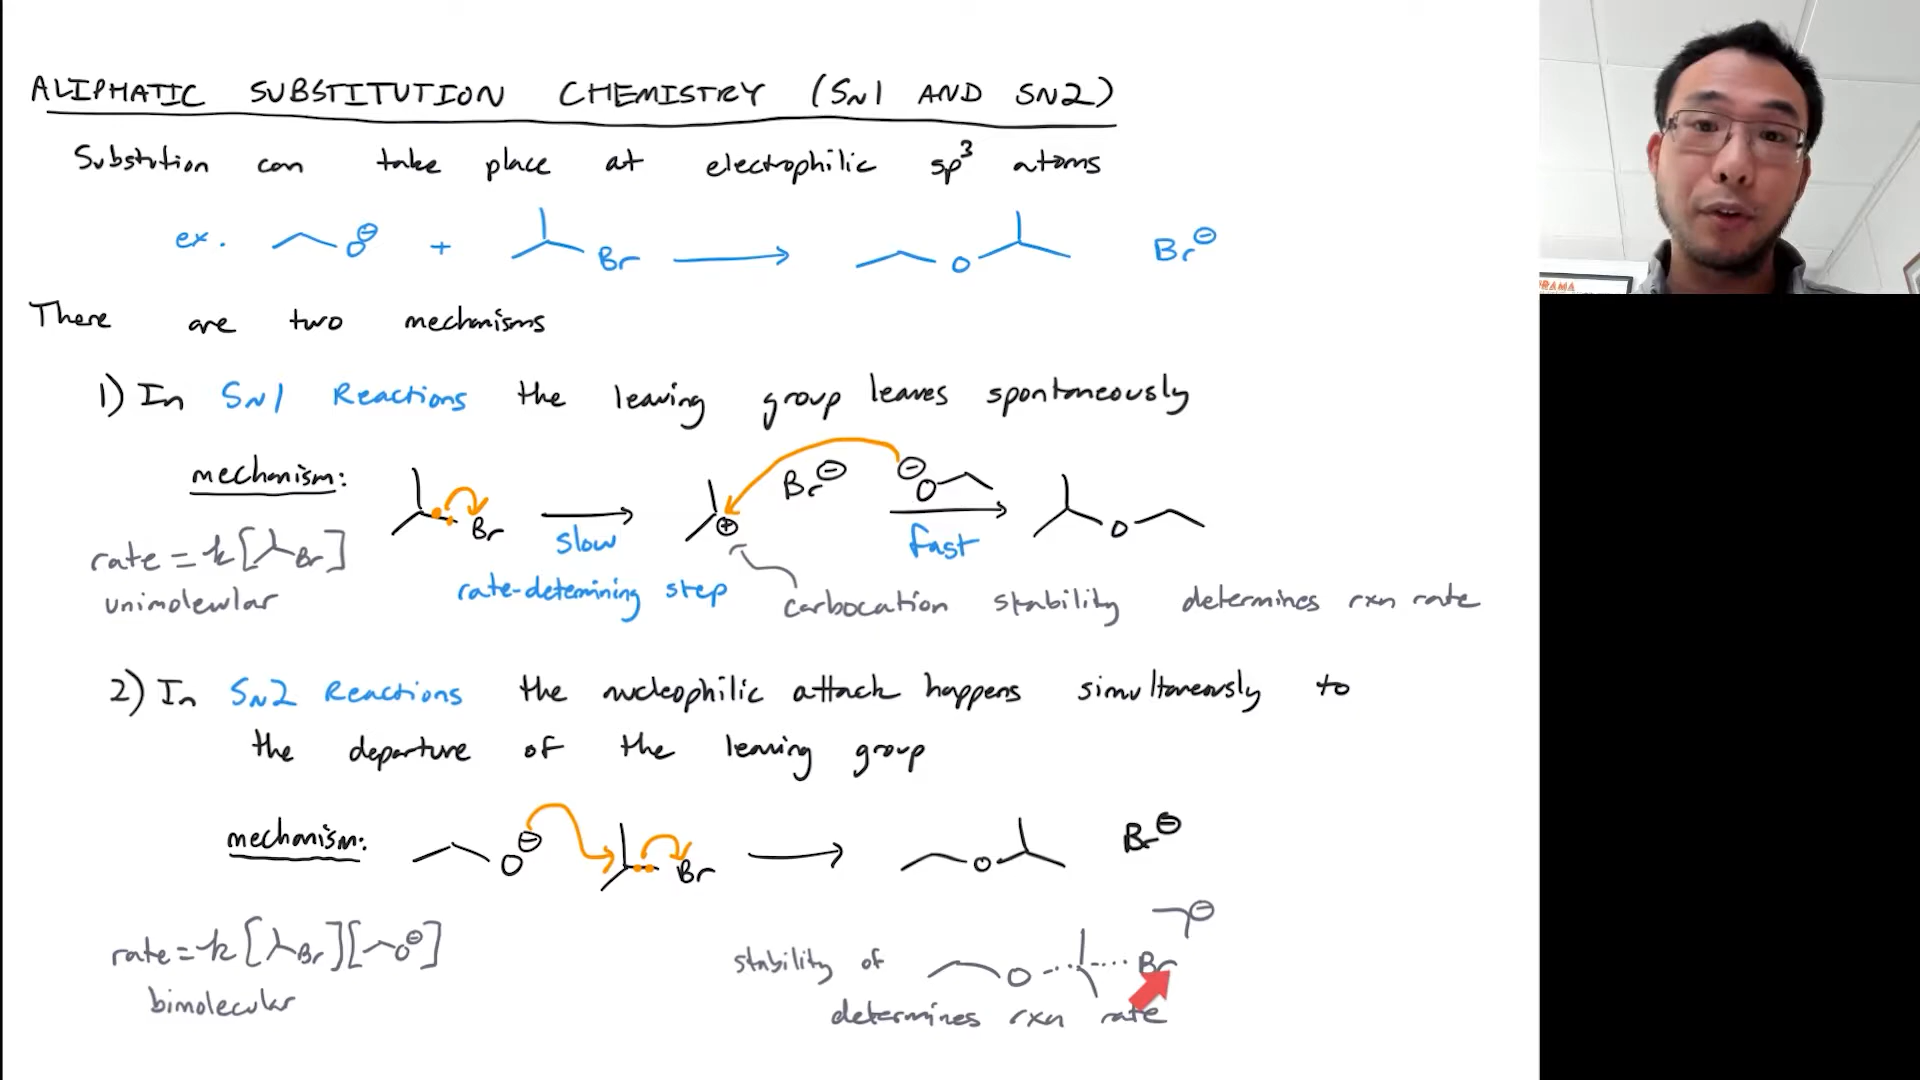 ALIPHATIC SUBSTITUTION CHEMISTRY (SN1 AND SN2)
Substution can take place at electrophilic sp³ atoms
ex. O⊖ + Br → O Br⊖
There are two mechanisms
1) In SN1 Reactions the leaving group leaves spontaneously
mechanism: Br → ⊕ Br⊖ ⊖O → O
slow fast
rate = k[Br]
unimolecular
rate-determining step
carbocation stability determines rxn rate
2) In SN2 Reactions the nucleophilic attack happens simultaneously to
the departure of the leaving group
mechanism: O⊖ Br → O Br⊖
rate = k[Br][O⊖]
bimolecular
stability of O Br ⊖
determines rxn rate
RAMA